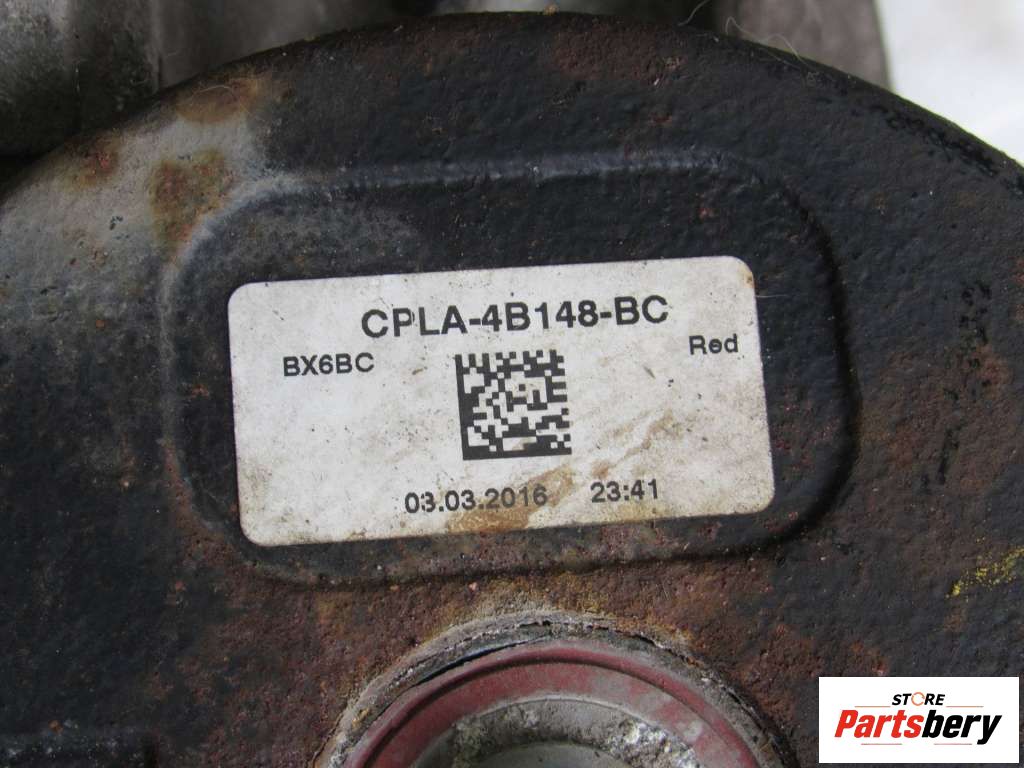 CPLA-4B148-BC
BX6BC
Red
03.03.2016 23:41
STORE
Partsbery